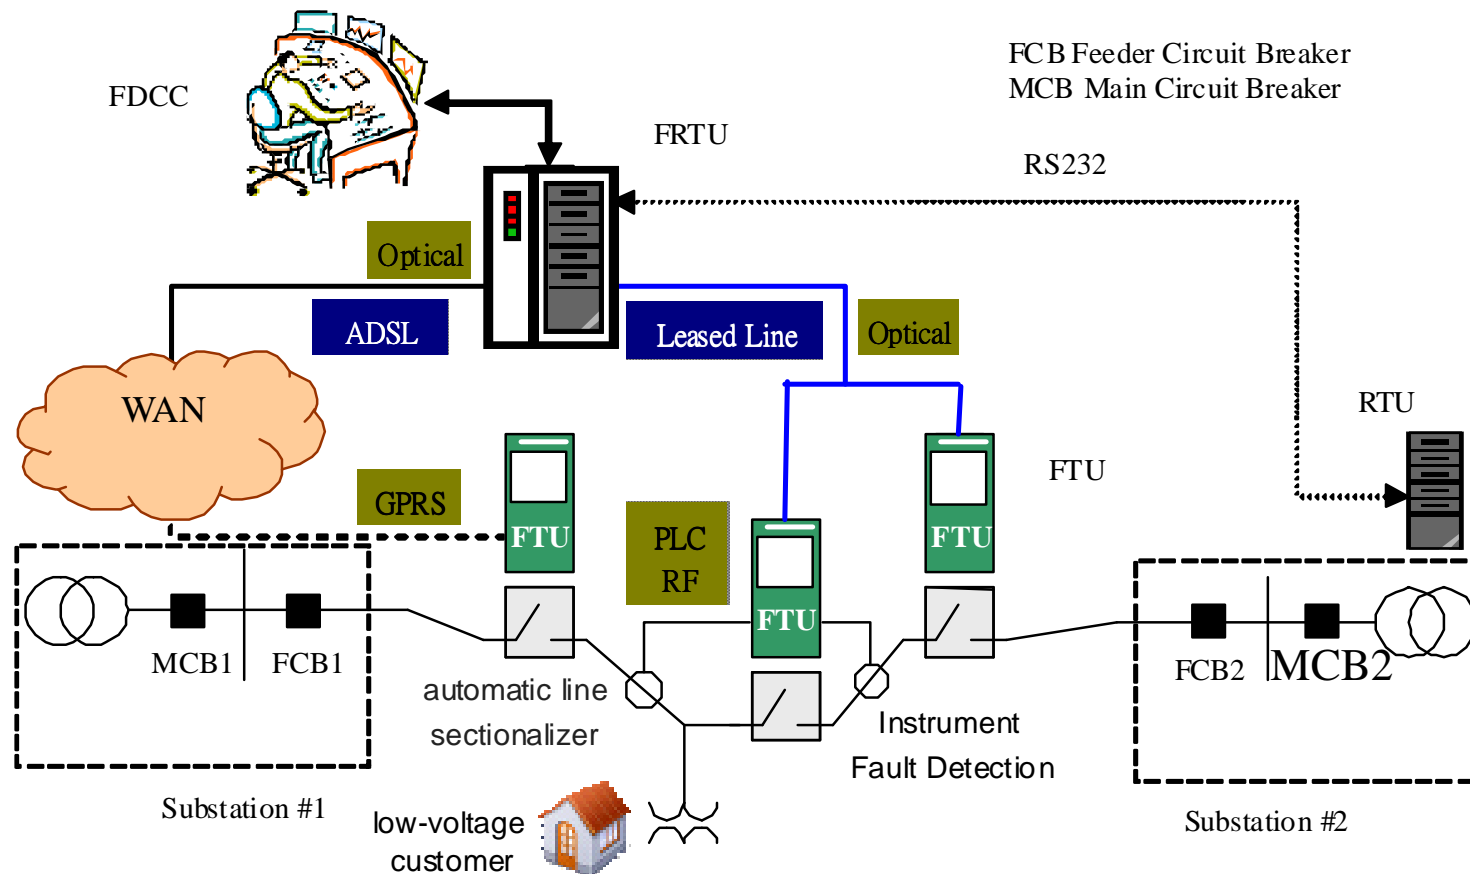 FCB Feeder Circuit Breaker
MCB Main Circuit Breaker
FDCC
FRTU
RS232
Optical
ADSL
Leased Line
Optical
WAN
RTU
FTU
GPRS
FTU
PLC
RF
FTU
FTU
MCB1
FCB1
FCB2
MCB2
automatic line
sectionalizer
Instrument
Fault Detection
Substation #1
low-voltage
customer
Substation #2